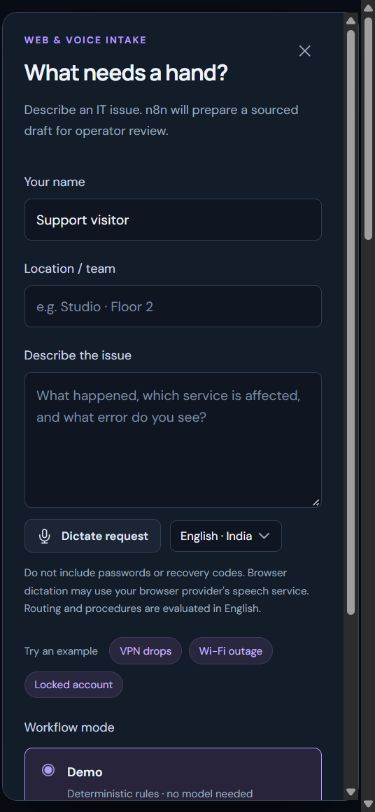 WEB & VOICE INTAKE
What needs a hand?
Describe an IT issue. n8n will prepare a sourced
draft for operator review.
Your name
Support visitor
Location / team
e.g. Studio · Floor 2
Describe the issue
What happened, which service is affected,
and what error do you see?
Dictate request
English · India
Do not include passwords or recovery codes. Browser
dictation may use your browser provider's speech service.
Routing and procedures are evaluated in English.
Try an example
VPN drops
Wi-Fi outage
Locked account
Workflow mode
Demo
Deterministic rules · no model needed